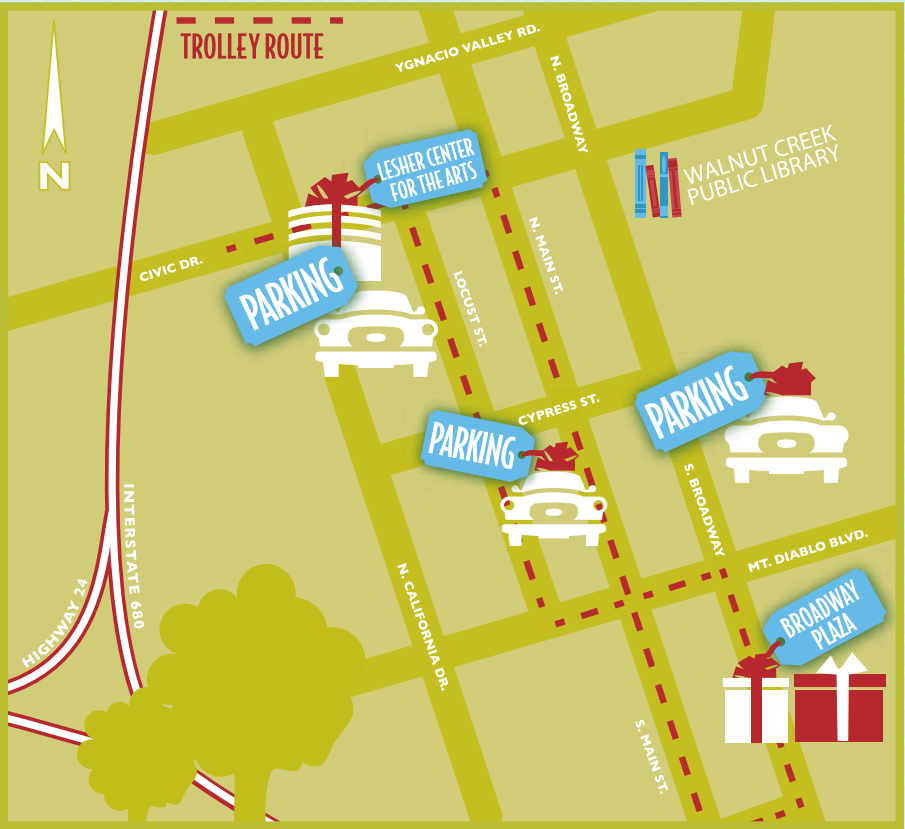 TROLLEY ROUTE
YGNACIO VALLEY RD.
N. BROADWAY
N
LESHER CENTER
FOR THE ARTS
WALNUT CREEK
PUBLIC LIBRARY
CIVIC DR.
N. MAIN ST.
PARKING
LOCUST ST.
CYPRESS ST.
PARKING
PARKING
S. BROADWAY
INTERSTATE 680
MT. DIABLO BLVD.
HIGHWAY 24
N. CALIFORNIA DR.
BROADWAY
PLAZA
S. MAIN ST.